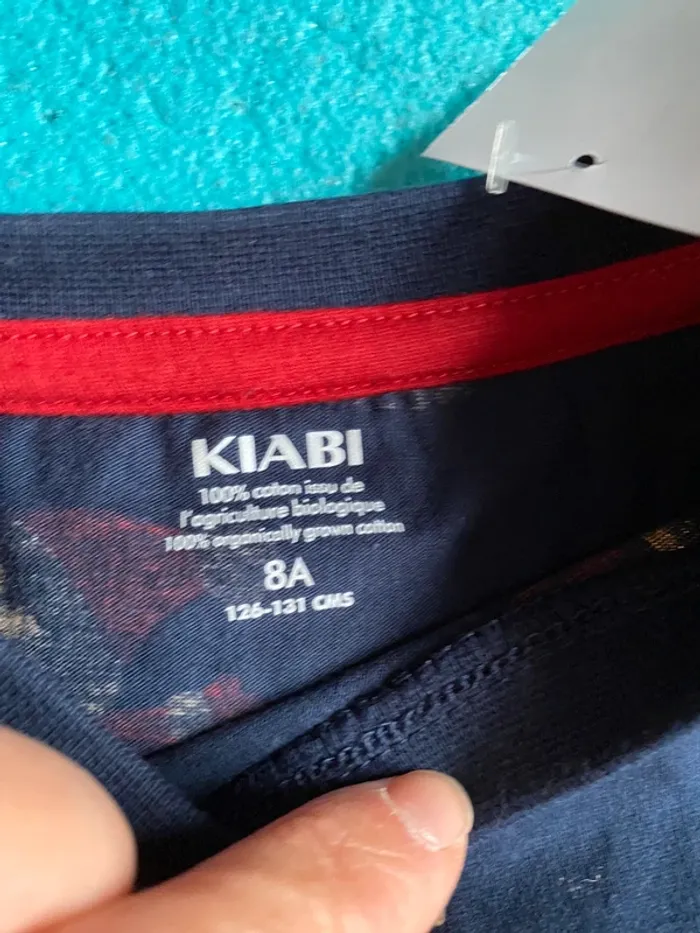 KIABI
100% coton issu de
l'agriculture biologique
100% organically grown cotton
8A
126-131 CMS